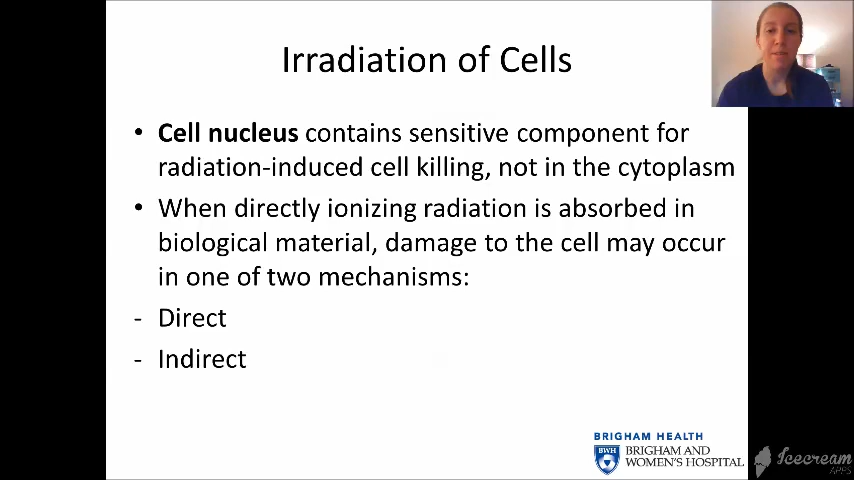 Irradiation of Cells
• Cell nucleus contains sensitive component for
radiation-induced cell killing, not in the cytoplasm
• When directly ionizing radiation is absorbed in
biological material, damage to the cell may occur
in one of two mechanisms:
- Direct
- Indirect
BRIGHAM HEALTH
BWH
BRIGHAM AND
WOMEN'S HOSPITAL
Icecream
APPS